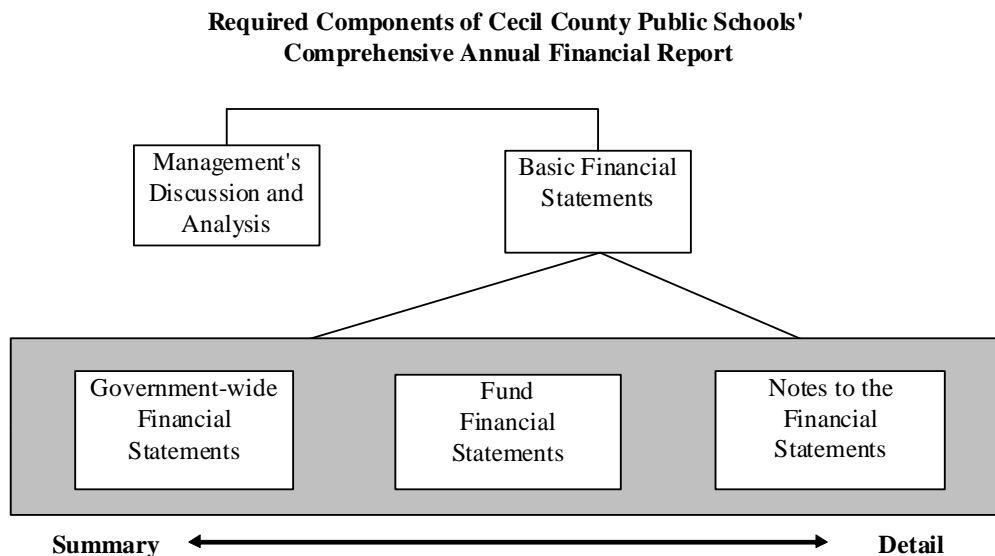 Required Components of Cecil County Public Schools'
Comprehensive Annual Financial Report
Management's
Discussion and
Analysis
Basic Financial
Statements
Government-wide
Financial
Statements
Fund
Financial
Statements
Notes to the
Financial
Statements
Summary
Detail